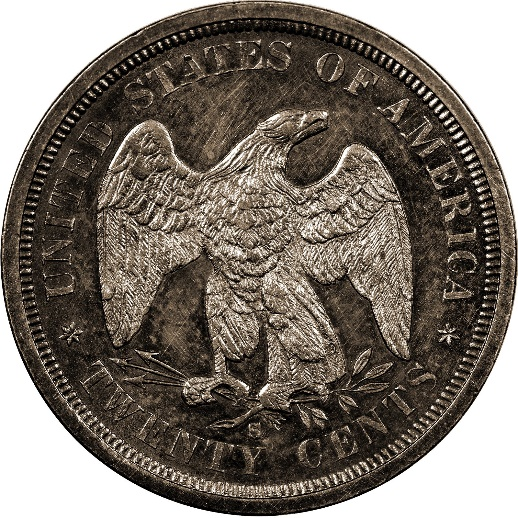 UNITED STATES OF AMERICA
S
TWENTY CENTS